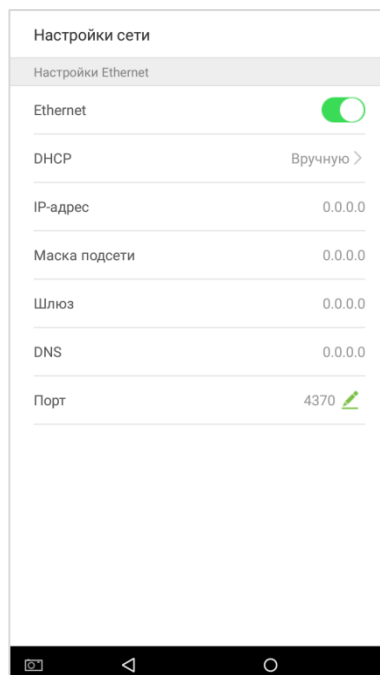 Настройки сети
Настройки Ethernet
Ethernet
DHCP Вручную
IP-адрес 0.0.0.0
Маска подсети 0.0.0.0
Шлюз 0.0.0.0
DNS 0.0.0.0
Порт 4370